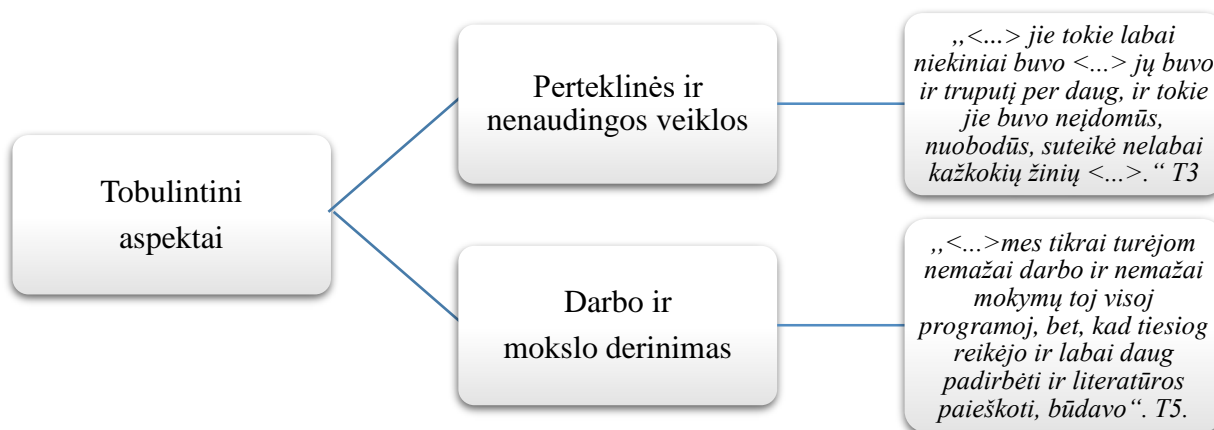 Tobulintini
aspektai
Perteklinės ir
nenaudingos veiklos
„<...> jie tokie labai
niekiniai buvo <...> jų buvo
ir truputį per daug, ir tokie
jie buvo neįdomūs,
nuobodūs, suteikė nelabai
kažkokių žinių <...>.“ T3
Darbo ir
mokslo derinimas
„<...>mes tikrai turėjom
nemažai darbo ir nemažai
mokymų toj visoj
programoj, bet, kad tiesiog
reikėjo ir labai daug
padirbėti ir literatūros
paieškoti, būdavo“. T5.